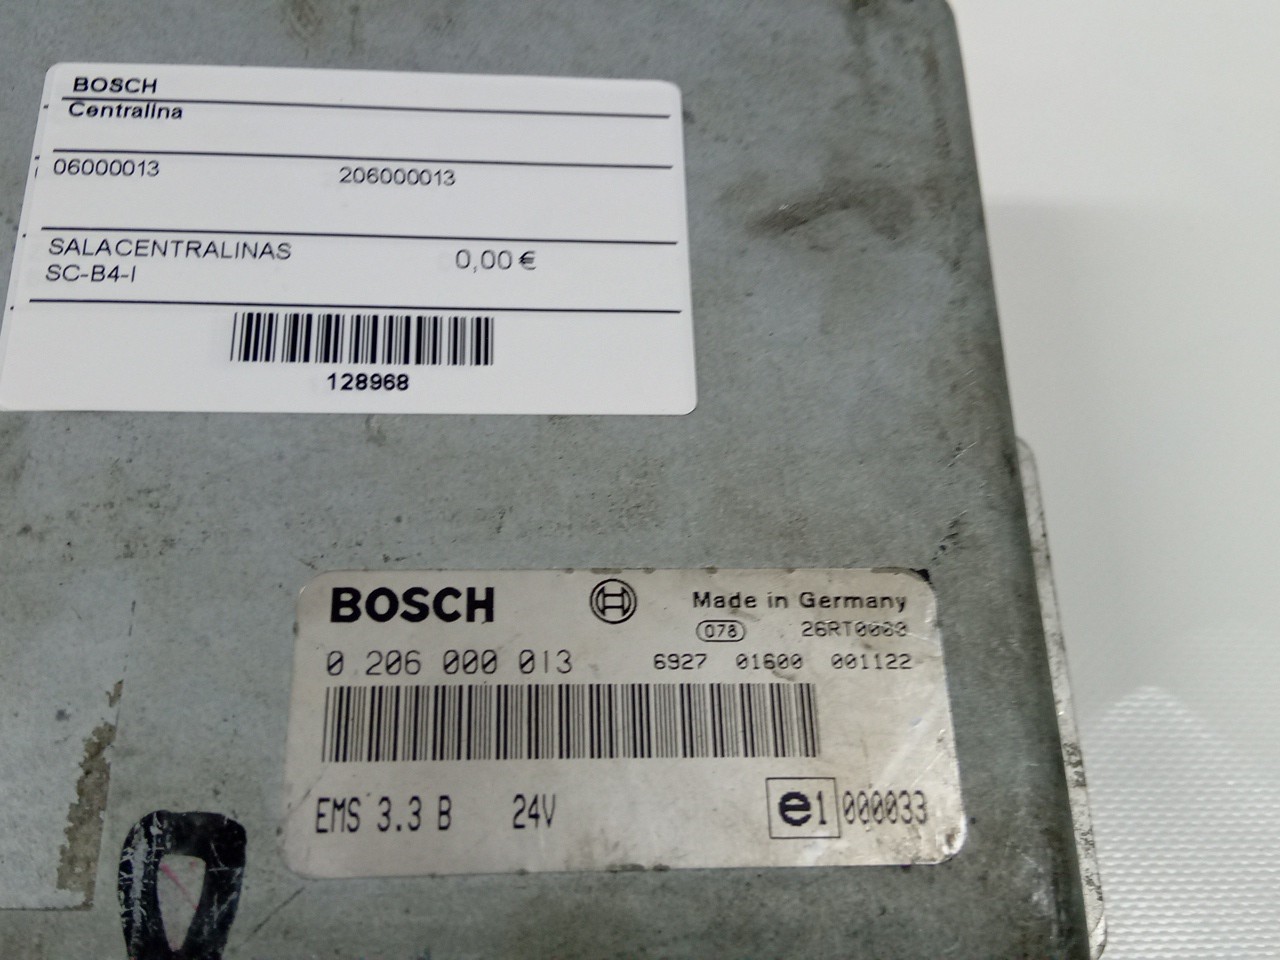 BOSCH
Centralina
06000013 206000013
SALACENTRALINAS 0,00 €
SC-B4-I
128968
BOSCH Made in Germany
078
0 206 000 013 6927 01600 001122
EMS 3.3 B 24V e1 000033